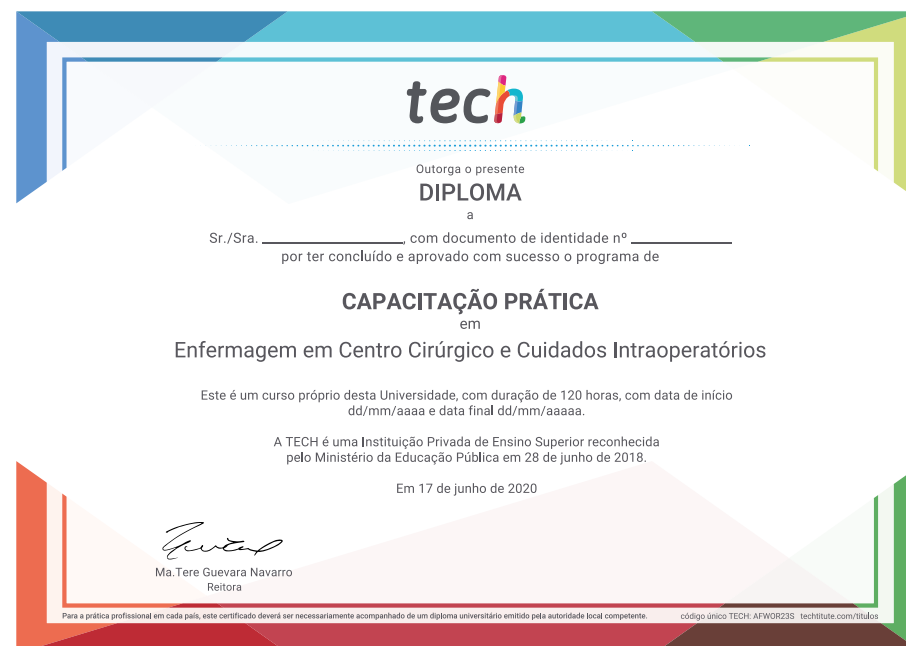 tech
Outorga o presente
DIPLOMA
a
Sr./Sra. ________________, com documento de identidade nº ___________
por ter concluído e aprovado com sucesso o programa de
CAPACITAÇÃO PRÁTICA
em
Enfermagem em Centro Cirúrgico e Cuidados Intraoperatórios
Este é um curso próprio desta Universidade, com duração de 120 horas, com data de início
dd/mm/aaaa e data final dd/mm/aaaaa.
A TECH é uma Instituição Privada de Ensino Superior reconhecida
pelo Ministério da Educação Pública em 28 de junho de 2018.
Em 17 de junho de 2020
Ma.Tere Guevara Navarro
Reitora
Para a prática profissional em cada país, este certificado deverá ser necessariamente acompanhado de um diploma universitário emitido pela autoridade local competente. código único TECH: AFWOR23S techtitute.com/titulos